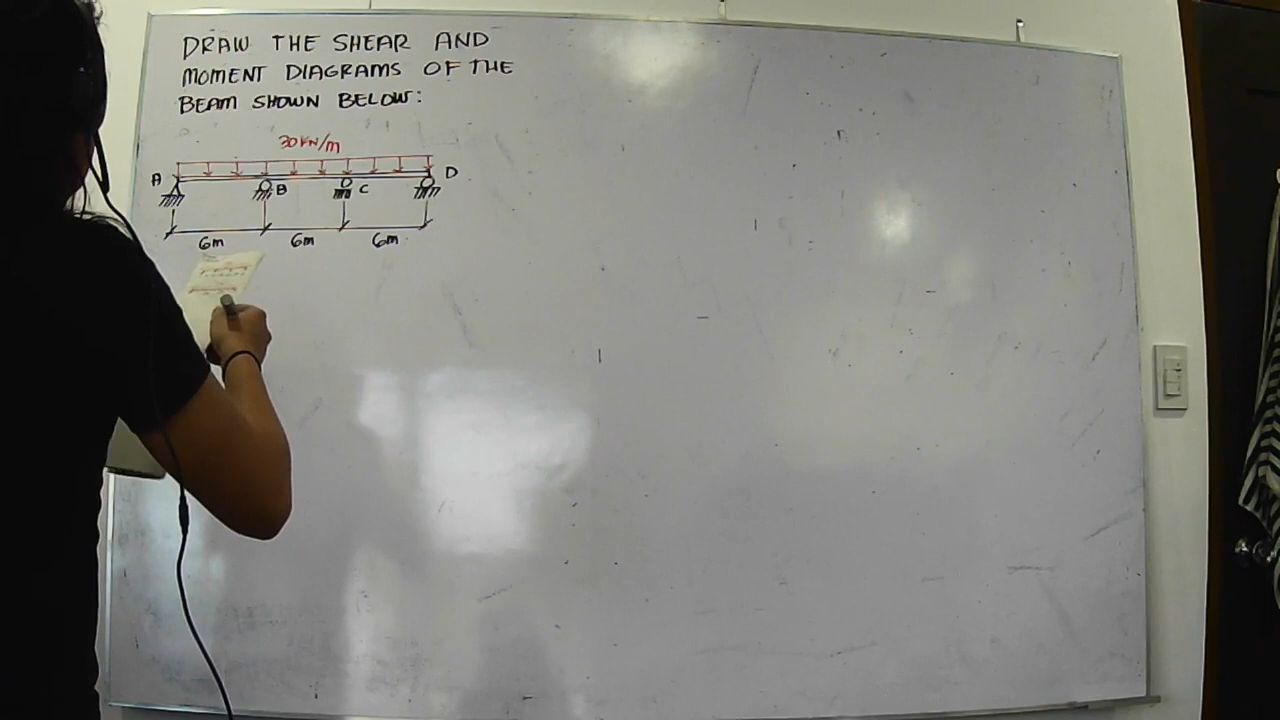 DRAW THE SHEAR AND
MOMENT DIAGRAMS OF THE
BEAM SHOWN BELOW:
30 KN/m
A B C D
6m 6m 6m